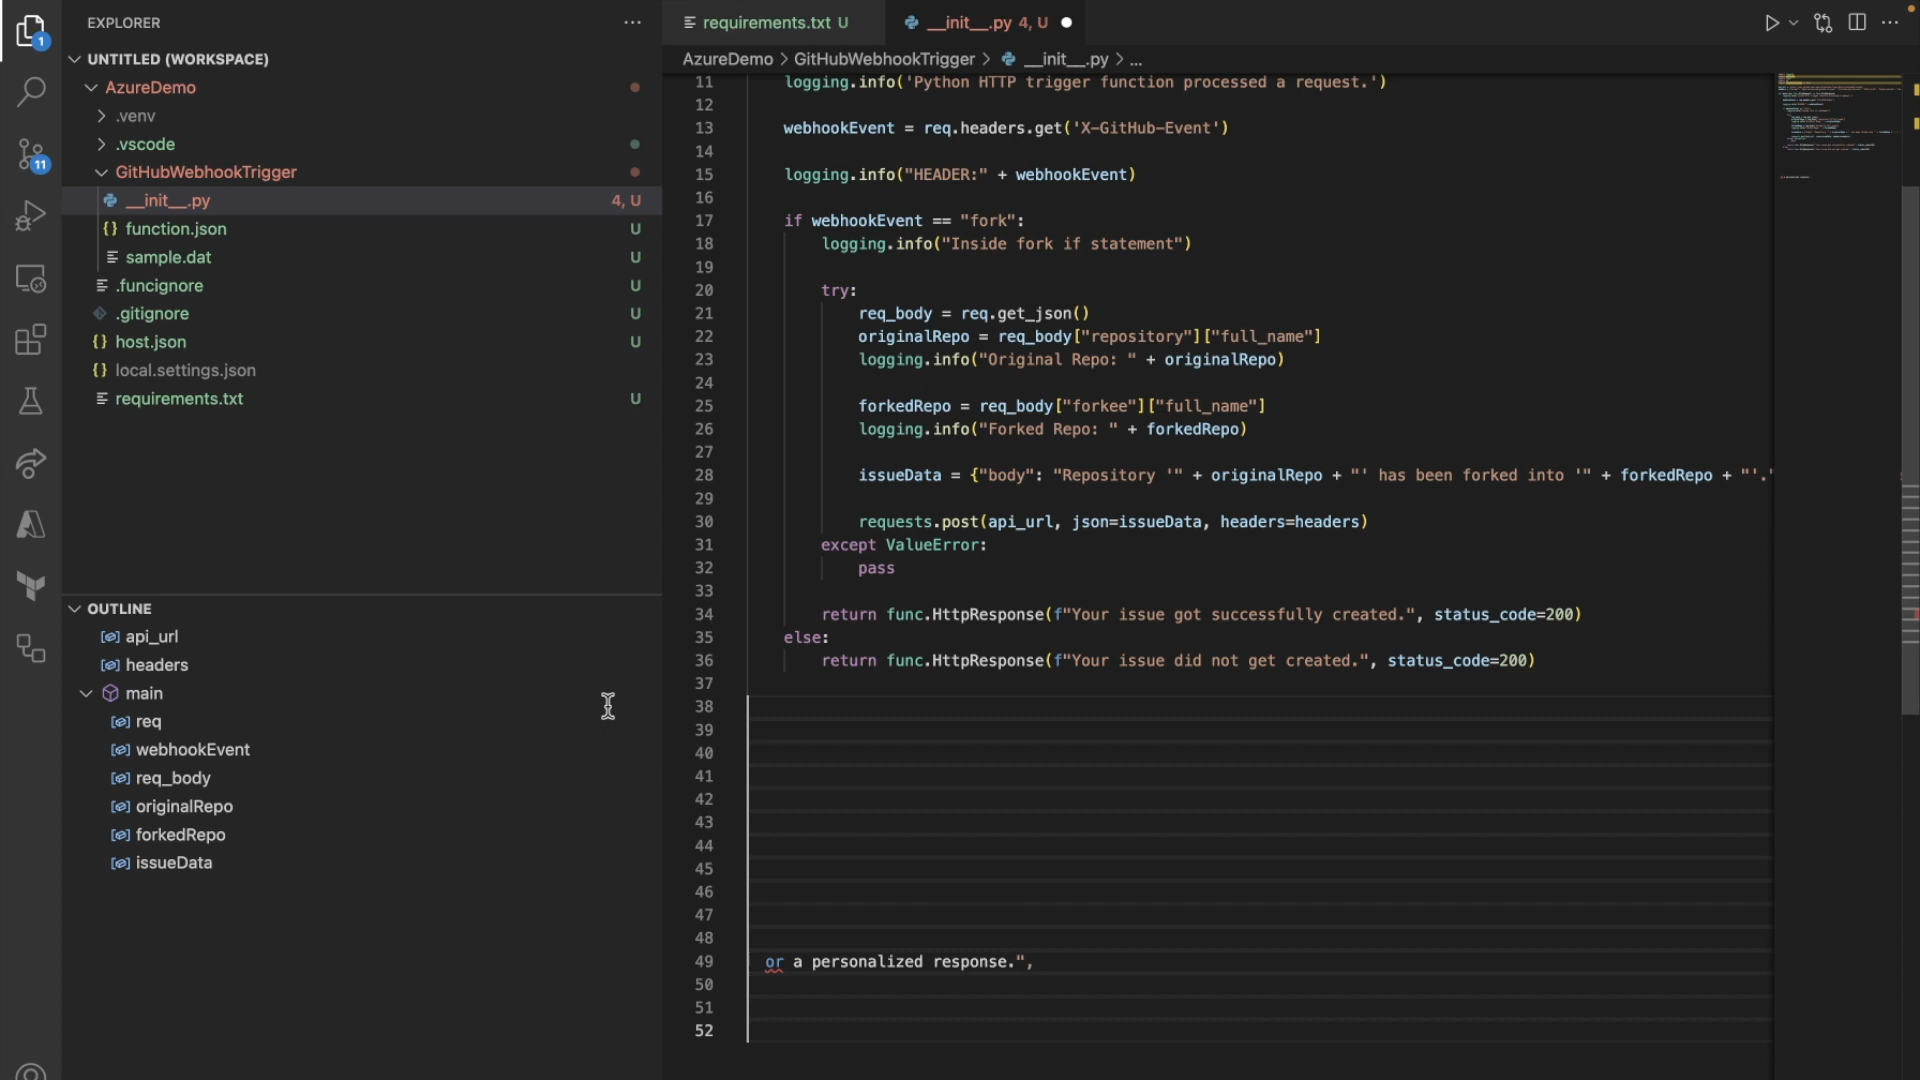 EXPLORER
UNTITLED (WORKSPACE)
AzureDemo
.venv
.vscode
GitHubWebhookTrigger
__init__.py 4, U
function.json U
sample.dat U
.funcignore U
.gitignore U
host.json U
local.settings.json
requirements.txt U
1
11
OUTLINE
api_url
headers
main
req
webhookEvent
req_body
originalRepo
forkedRepo
issueData
requirements.txt U
__init__.py 4, U
AzureDemo > GitHubWebhookTrigger > __init__.py > ...
11 logging.info('Python HTTP trigger function processed a request.')
12
13 webhookEvent = req.headers.get('X-GitHub-Event')
14
15 logging.info("HEADER:" + webhookEvent)
16
17 if webhookEvent == "fork":
18 logging.info("Inside fork if statement")
19
20 try:
21 req_body = req.get_json()
22 originalRepo = req_body["repository"]["full_name"]
23 logging.info("Original Repo: " + originalRepo)
24
25 forkedRepo = req_body["forkee"]["full_name"]
26 logging.info("Forked Repo: " + forkedRepo)
27
28 issueData = {"body": "Repository '" + originalRepo + "' has been forked into '" + forkedRepo + "'."
29
30 requests.post(api_url, json=issueData, headers=headers)
31 except ValueError:
32 pass
33
34 return func.HttpResponse(f"Your issue got successfully created.", status_code=200)
35 else:
36 return func.HttpResponse(f"Your issue did not get created.", status_code=200)
37
38
39
40
41
42
43
44
45
46
47
48
49 or a personalized response.",
50
51
52